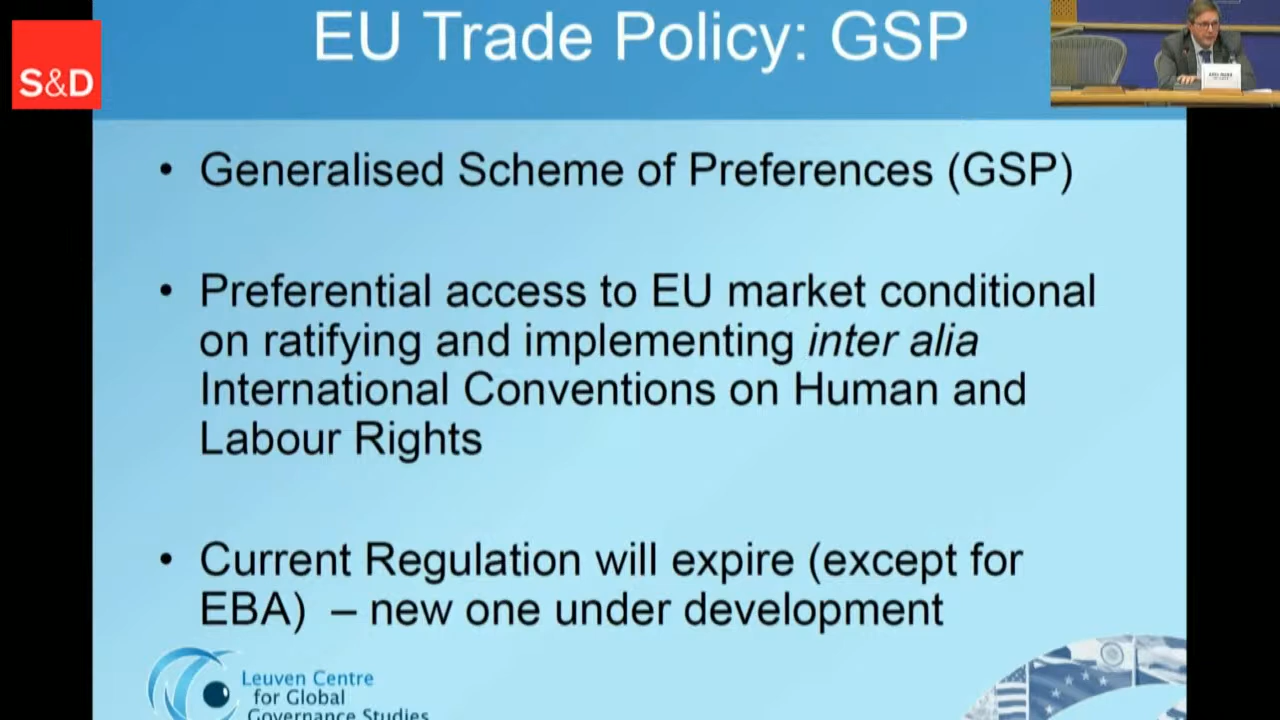 EU Trade Policy: GSP
S&D
• Generalised Scheme of Preferences (GSP)
• Preferential access to EU market conditional
on ratifying and implementing inter alia
International Conventions on Human and
Labour Rights
• Current Regulation will expire (except for
EBA) – new one under development
Leuven Centre
for Global
Governance Studies